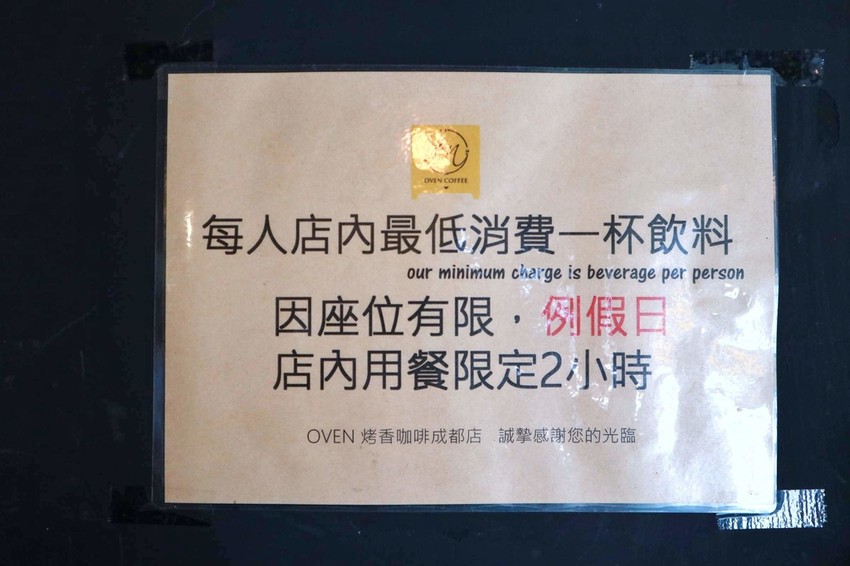 OVEN COFFEE
每人店內最低消費一杯飲料
our minimum charge is beverage per person
因座位有限，例假日
店內用餐限定2小時
OVEN 烤香咖啡成都店 誠摯感謝您的光臨